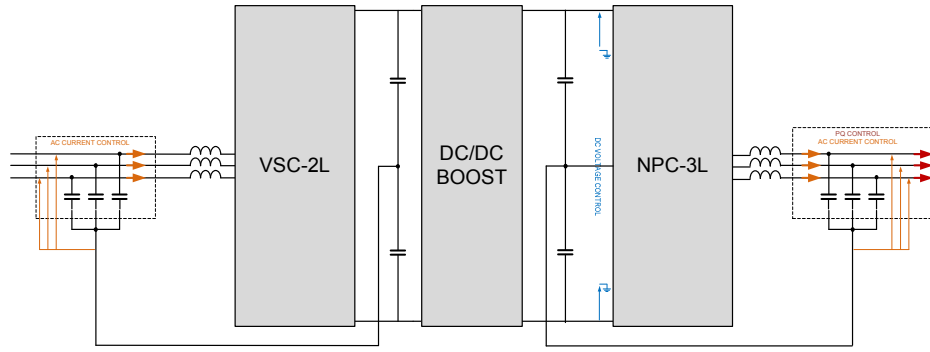 AC CURRENT CONTROL
VSC-2L
DC/DC
BOOST
DC VOLTAGE CONTROL
NPC-3L
PQ CONTROL
AC CURRENT CONTROL